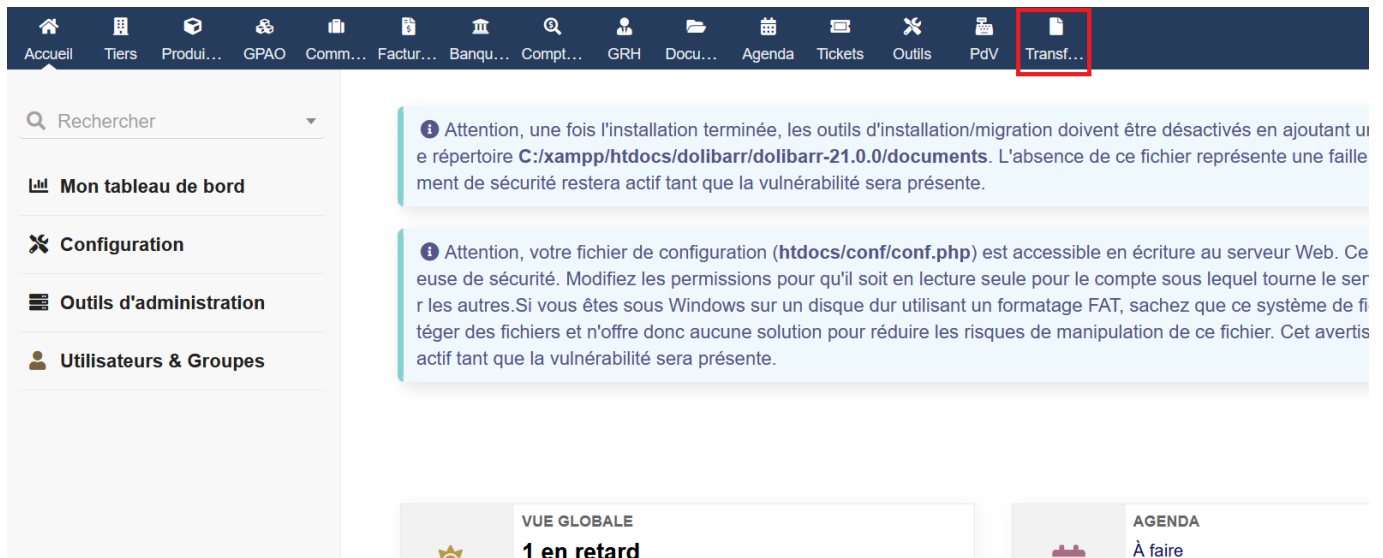 Accueil Tiers Produi... GPAO Comm... Factur... Banqu... Compt... GRH Docu... Agenda Tickets Outils PdV Transf...
Rechercher
Mon tableau de bord
Configuration
Outils d'administration
Utilisateurs & Groupes
Attention, une fois l'installation terminée, les outils d'installation/migration doivent être désactivés en ajoutant
e répertoire C:/xampp/htdocs/dolibarr/dolibarr-21.0.0/documents. L'absence de ce fichier représente une faille
ment de sécurité restera actif tant que la vulnérabilité sera présente.
Attention, votre fichier de configuration (htdocs/conf/conf.php) est accessible en écriture au serveur Web. Ce
euse de sécurité. Modifiez les permissions pour qu'il soit en lecture seule pour le compte sous lequel tourne le ser
r les autres.Si vous êtes sous Windows sur un disque dur utilisant un formatage FAT, sachez que ce système de fi
téger des fichiers et n'offre donc aucune solution pour réduire les risques de manipulation de ce fichier. Cet avertis
actif tant que la vulnérabilité sera présente.
VUE GLOBALE
1 en retard
AGENDA
À faire